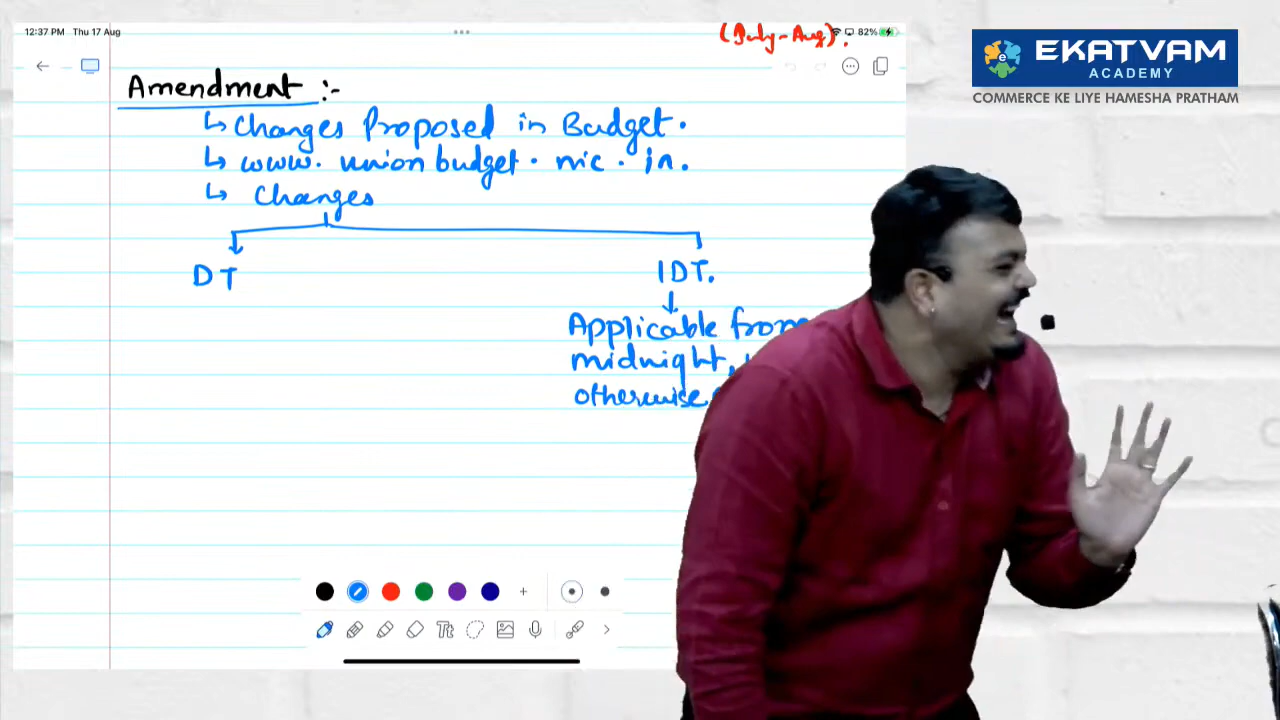 12:37 PM Thu 17 Aug
(July-Aug).
82%
EKATVAM
ACADEMY
COMMERCE KE LIYE HAMESHA PRATHAM
Amendment :-
↳ Changes Proposed in Budget.
↳ www. union budget. nic. in.
↳ Changes
DT
IDT.
Applicable from
midnight,
otherwise
Tt